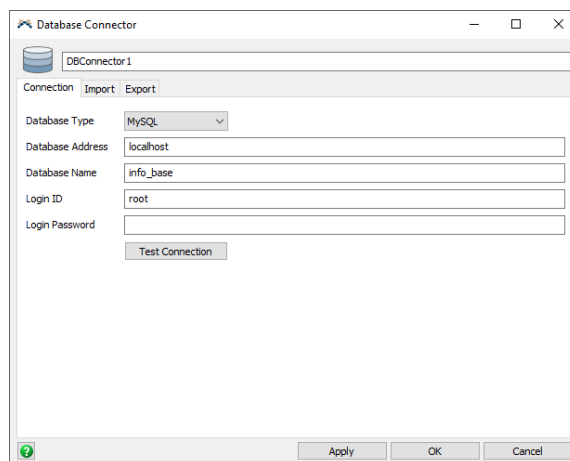 Database Connector
DBConnector1
Connection Import Export
Database Type MySQL
Database Address localhost
Database Name info_base
Login ID root
Login Password
Test Connection
? Apply OK Cancel